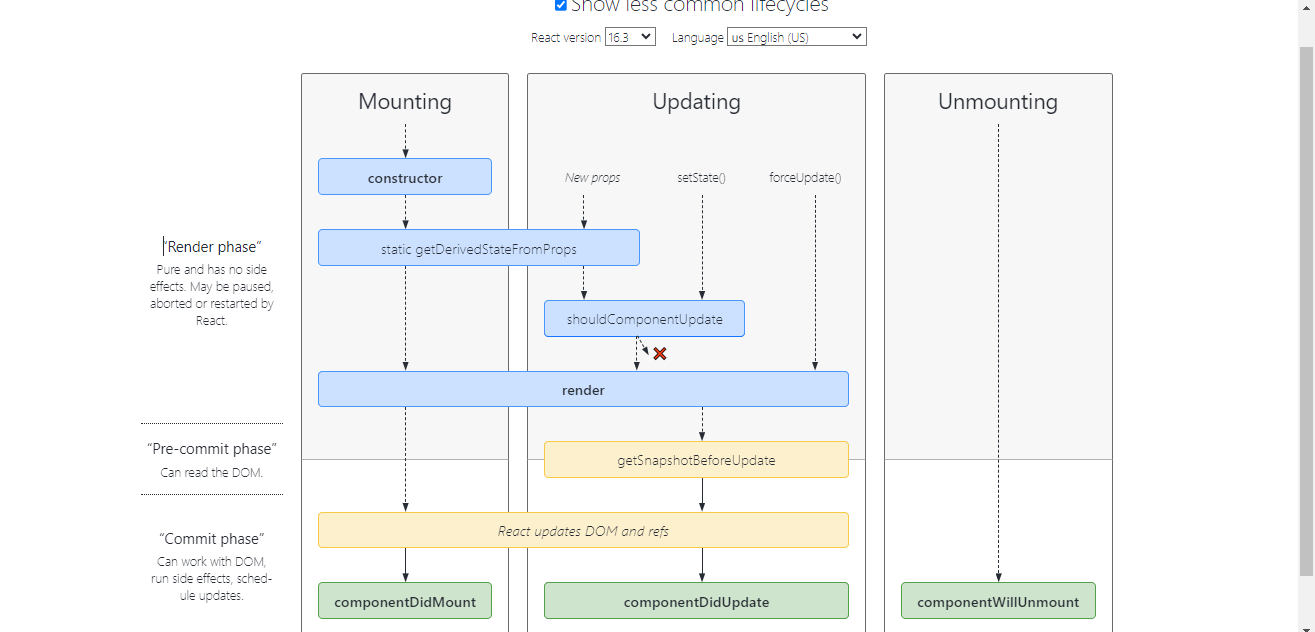 Show less common lifecycles
React version 16.3 Language us English (US)
Mounting
Updating
Unmounting
constructor
New props
setState()
forceUpdate()
“Render phase”
Pure and has no side
effects. May be paused,
aborted or restarted by
React.
static getDerivedStateFromProps
shouldComponentUpdate
render
“Pre-commit phase”
Can read the DOM.
getSnapshotBeforeUpdate
“Commit phase”
Can work with DOM,
run side effects, sched-
ule updates.
React updates DOM and refs
componentDidMount
componentDidUpdate
componentWillUnmount